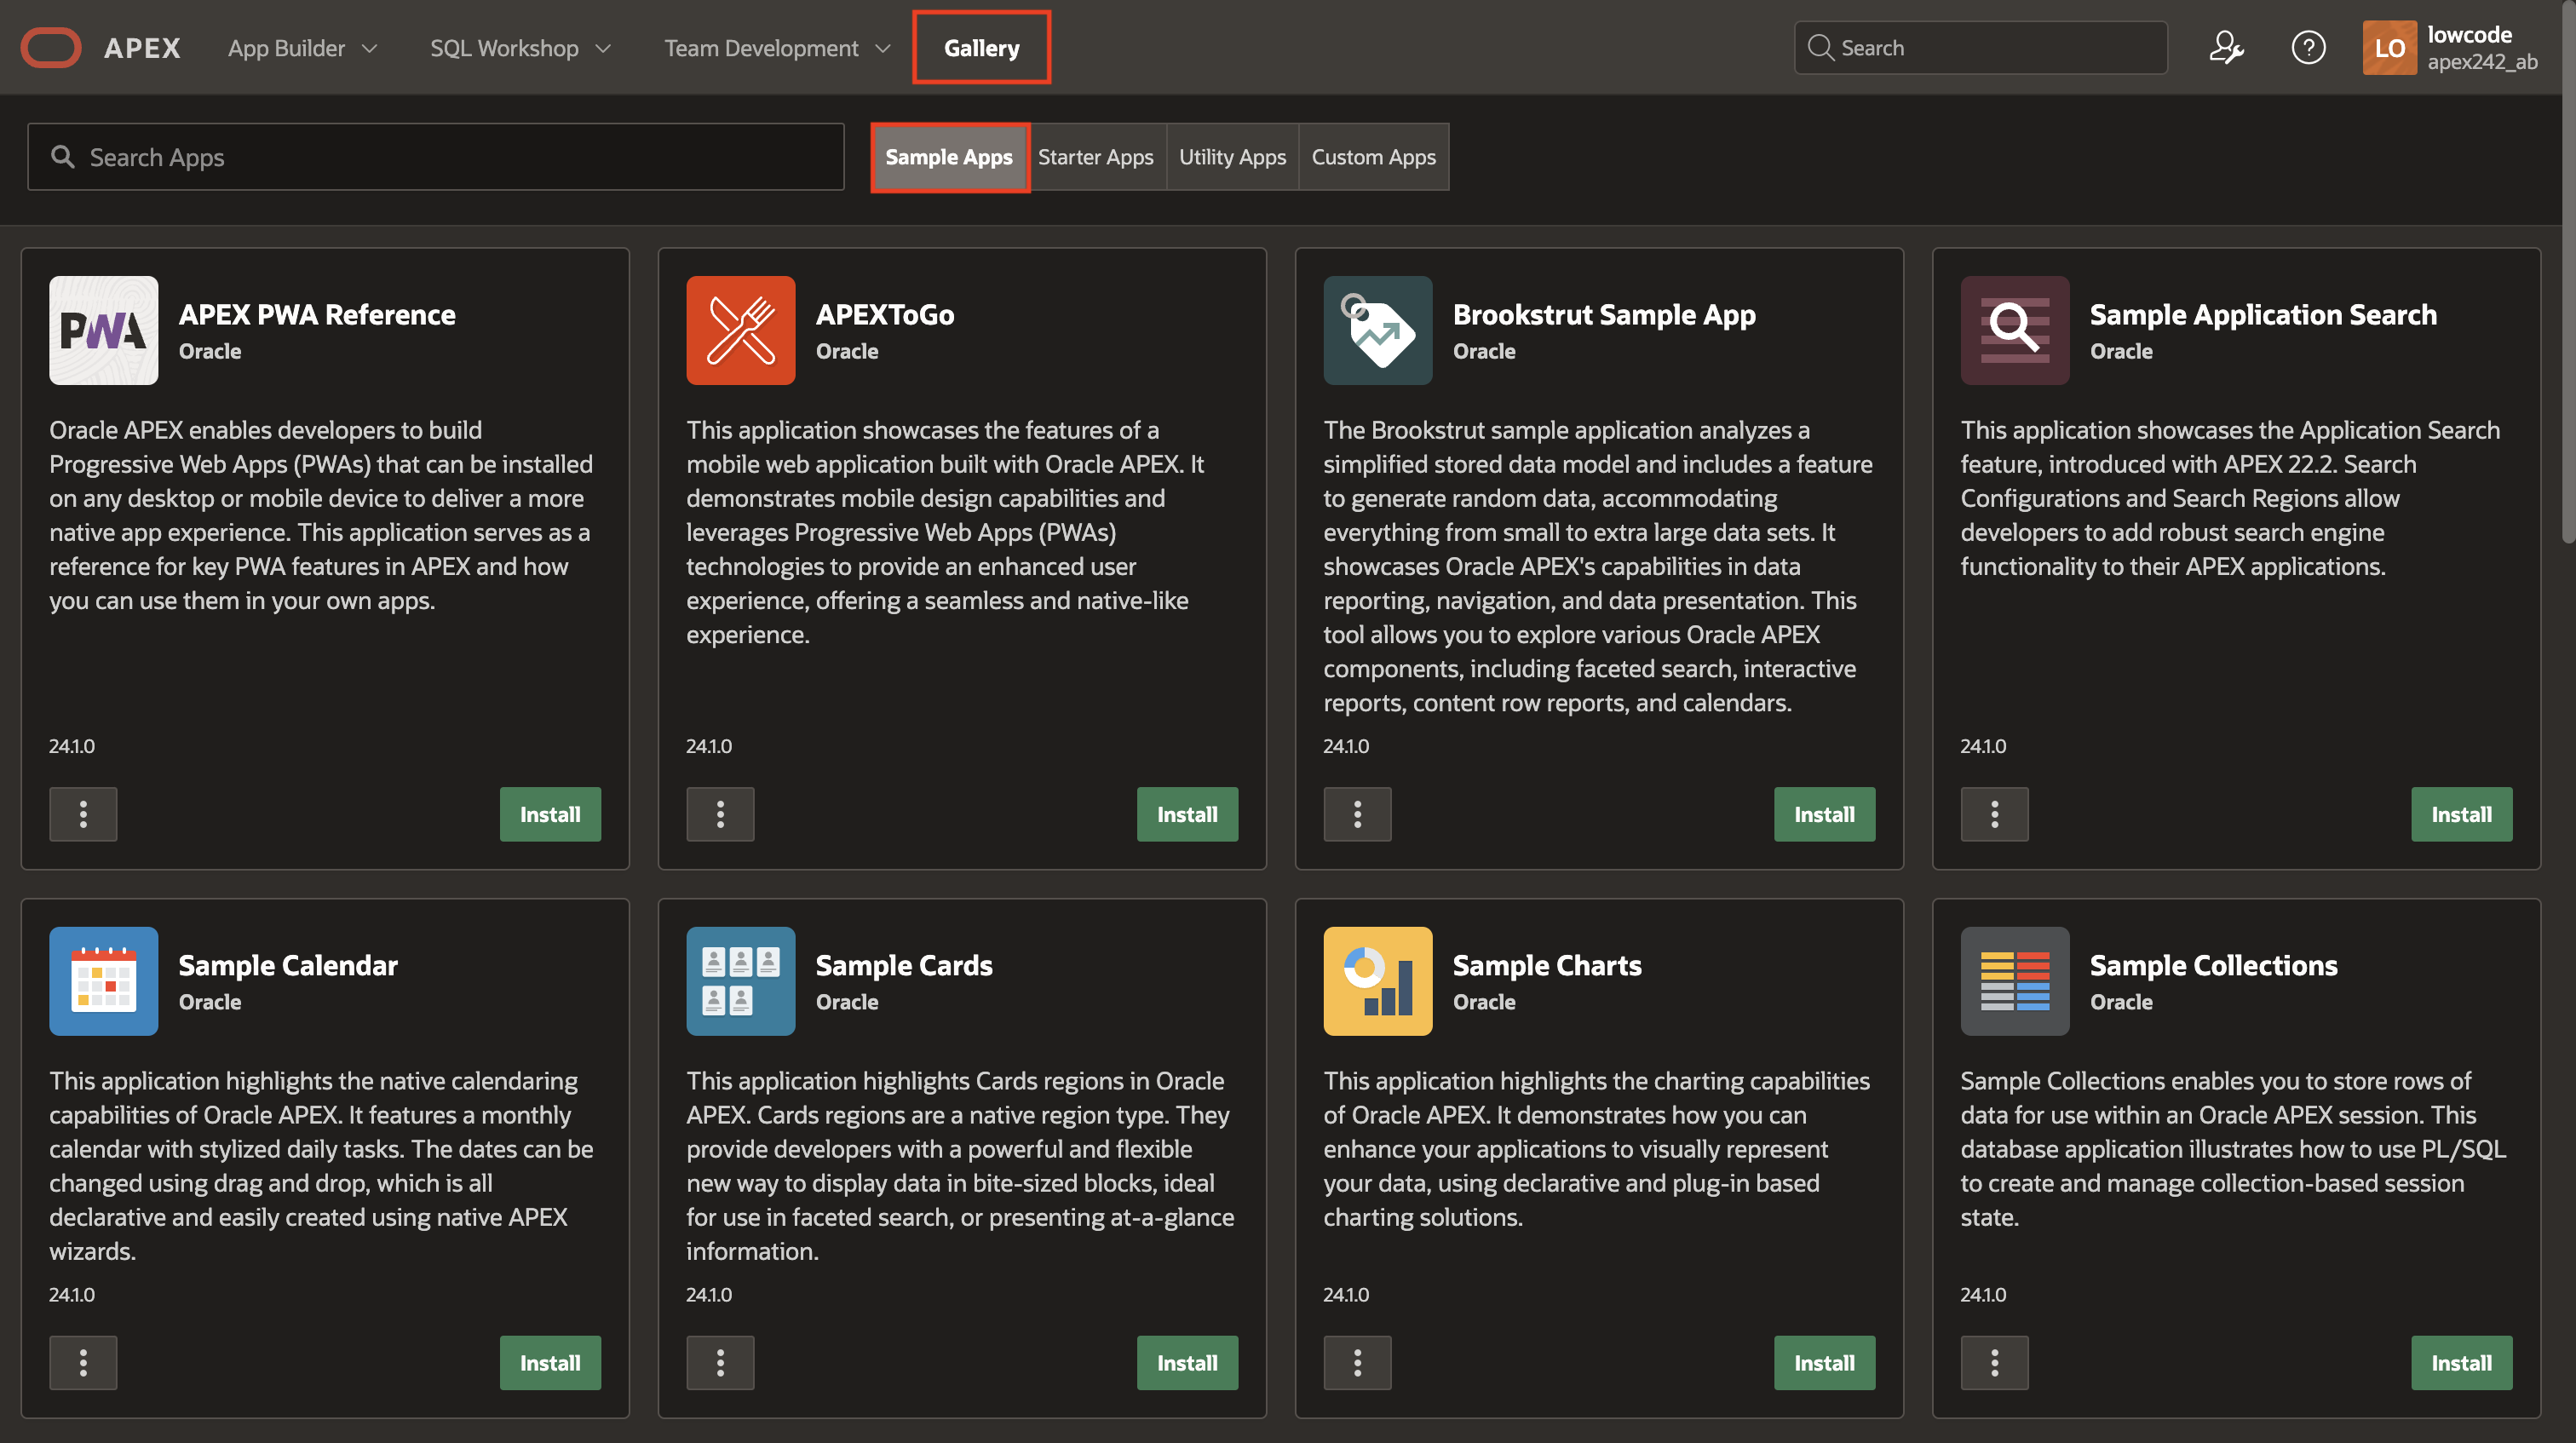 APEX
App Builder
SQL Workshop
Team Development
Gallery
Search
LO
lowcode
apex242_ab
Search Apps
Sample Apps
Starter Apps
Utility Apps
Custom Apps
PWA
APEX PWA Reference
Oracle
Oracle APEX enables developers to build
Progressive Web Apps (PWAs) that can be installed
on any desktop or mobile device to deliver a more
native app experience. This application serves as a
reference for key PWA features in APEX and how
you can use them in your own apps.
24.1.0
Install
APEXToGo
Oracle
This application showcases the features of a
mobile web application built with Oracle APEX. It
demonstrates mobile design capabilities and
leverages Progressive Web Apps (PWAs)
technologies to provide an enhanced user
experience, offering a seamless and native-like
experience.
24.1.0
Install
Brookstrut Sample App
Oracle
The Brookstrut sample application analyzes a
simplified stored data model and includes a feature
to generate random data, accommodating
everything from small to extra large data sets. It
showcases Oracle APEX's capabilities in data
reporting, navigation, and data presentation. This
tool allows you to explore various Oracle APEX
components, including faceted search, interactive
reports, content row reports, and calendars.
24.1.0
Install
Sample Application Search
Oracle
This application showcases the Application Search
feature, introduced with APEX 22.2. Search
Configurations and Search Regions allow
developers to add robust search engine
functionality to their APEX applications.
24.1.0
Install
Sample Calendar
Oracle
This application highlights the native calendaring
capabilities of Oracle APEX. It features a monthly
calendar with stylized daily tasks. The dates can be
changed using drag and drop, which is all
declarative and easily created using native APEX
wizards.
24.1.0
Install
Sample Cards
Oracle
This application highlights Cards regions in Oracle
APEX. Cards regions are a native region type. They
provide developers with a powerful and flexible
new way to display data in bite-sized blocks, ideal
for use in faceted search, or presenting at-a-glance
information.
24.1.0
Install
Sample Charts
Oracle
This application highlights the charting capabilities
of Oracle APEX. It demonstrates how you can
enhance your applications to visually represent
your data, using declarative and plug-in based
charting solutions.
24.1.0
Install
Sample Collections
Oracle
Sample Collections enables you to store rows of
data for use within an Oracle APEX session. This
database application illustrates how to use PL/SQL
to create and manage collection-based session
state.
24.1.0
Install